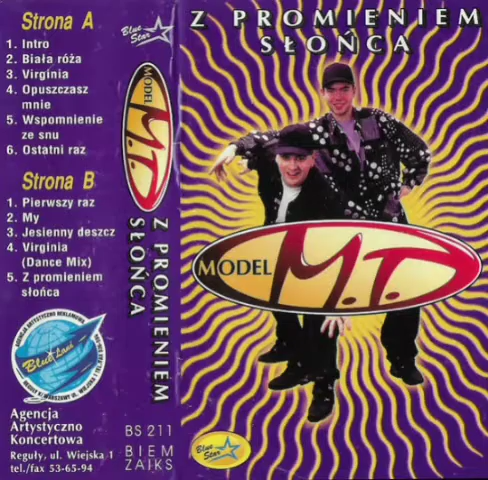 Strona A
1. Intro
2. Biała róża
3. Virginia
4. Opuszczasz
mnie
5. Wspomnienie
ze snu
6. Ostatni raz
Strona B
1. Pierwszy raz
2. My
3. Jesienny deszcz
4. Virginia
(Dance Mix)
5. Z promieniem
słońca
Blue Land
Agencja
Artystyczno
Koncertowa
Reguły, ul. Wiejska 1
tel./fax 53-65-94
Blue Star
MODEL M.T.
Z PROMIENIEM
SŁOŃCA
BS 211
BIEM
ZAIKS
Z PROMIENIEM
SŁOŃCA
MODEL M.T.
Blue Star